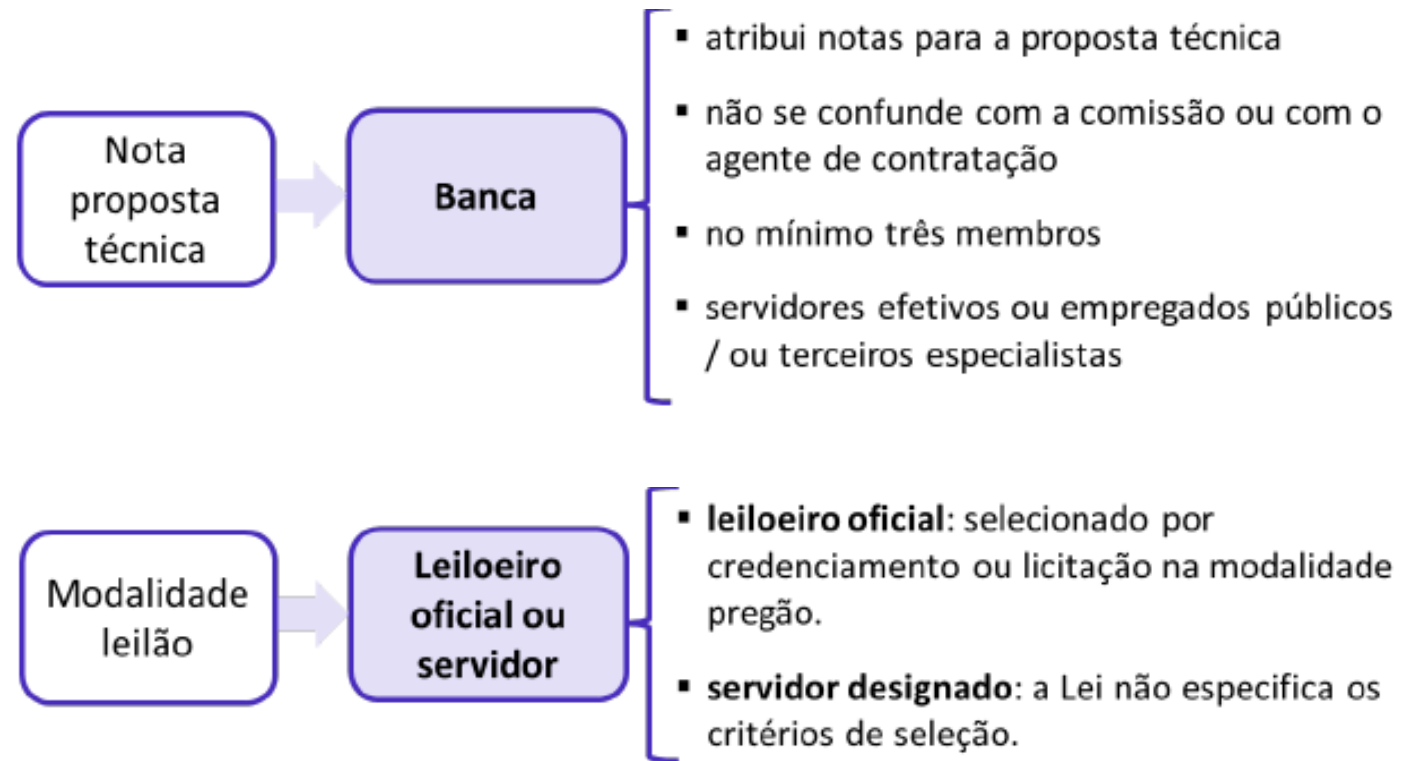 Nota
proposta
técnica
Banca
▪ atribui notas para a proposta técnica
▪ não se confunde com a comissão ou com o
agente de contratação
▪ no mínimo três membros
▪ servidores efetivos ou empregados públicos
/ ou terceiros especialistas
Modalidade
leilão
Leiloeiro
oficial ou
servidor
▪ leiloeiro oficial: selecionado por
credenciamento ou licitação na modalidade
pregão.
▪ servidor designado: a Lei não especifica os
critérios de seleção.